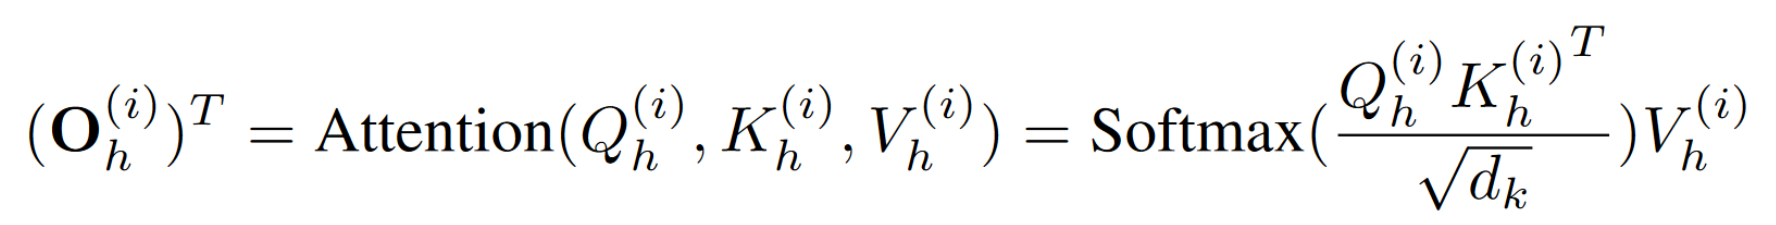 $(\mathbf{O}_h^{(i)})^T = \text{Attention}(Q_h^{(i)}, K_h^{(i)}, V_h^{(i)}) = \text{Softmax}(\frac{Q_h^{(i)} {K_h^{(i)}}^T}{\sqrt{d_k}})V_h^{(i)}$